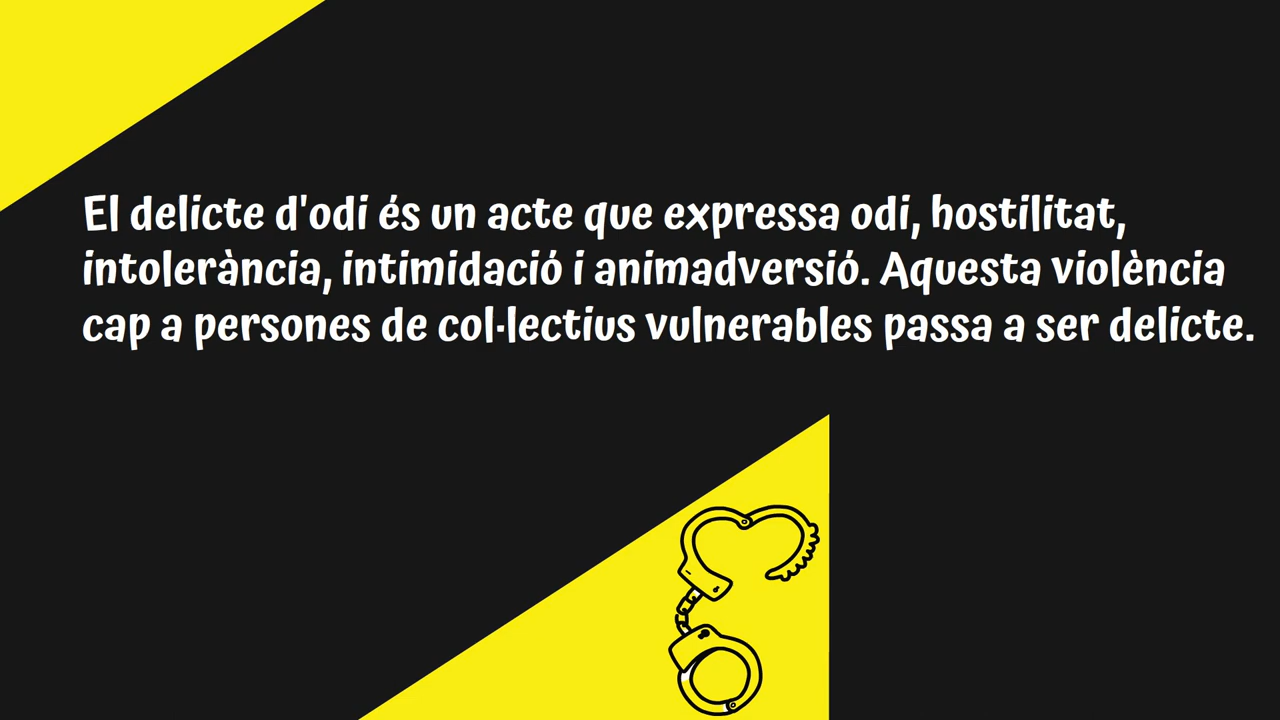 El delicte d'odi és un acte que expressa odi, hostilitat,
intolerància, intimidació i animadversió. Aquesta violència
cap a persones de col·lectius vulnerables passa a ser delicte.